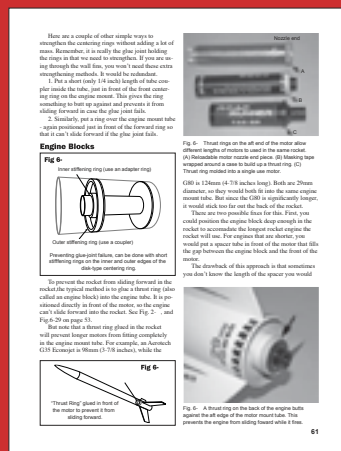 Here are a couple of other simple ways to
strengthen the centering rings without adding a lot of
mass. Remember, it is really the glue joint holding
the rings in that we need to strengthen. If you are us-
ing through the wall fins, you won't need these extra
strengthening methods. It would be redundant.
1. Put a short (only 1/4 inch) length of tube cou-
pler inside the tube, just in front of the front center-
ing ring on the engine mount. This gives the ring
something to butt up against and prevents it from
sliding forward in case the glue joint fails.
2. Similarly, put a ring over the engine mount tube
- again positioned just in front of the forward ring so
that it can't slide forward if the glue joint fails.
Engine Blocks
Fig 6-
Inner stiffening ring (use an adapter ring)
Outer stiffening ring (use a coupler)
Preventing glue-joint failure, can be done with short
stiffening rings on the inner and outer edges of the
disk-type centering ring.
To prevent the rocket from sliding forward in the
rocket,the typical method is to glue a thrust ring (also
called an engine block) into the engine tube. It is po-
sitioned directly in front of the motor, so the engine
can't slide forward into the rocket. See Fig. 2- , and
Fig.6-29 on page 53.
But note that a thrust ring glued in the rocket
will prevent longer motors from fitting completely
in the engine mount tube. For example, an Aerotech
G35 Econojet is 98mm (3-7/8 inches), while the
Fig 6-
"Thrust Ring" glued in front of
the motor to prevent it from
sliding forward.
Nozzle end
A
B
C
Fig. 6- Thrust rings on the aft end of the motor allow
different lengths of motors to used in the same rocket.
(A) Reloadable motor nozzle end piece. (B) Masking tape
wrapped around a case to build up a thrust ring. (C)
Thrust ring molded into a single use motor.
G80 is 124mm (4-7/8 inches long). Both are 29mm
diameter, so they would both fit into the same engine
mount tube. But since the G80 is significantly longer,
it would stick too far out the back of the rocket.
There are two possible fixes for this. First, you
could position the engine block deep enough in the
rocket to accomodate the longest rocket engine the
rocket will use. For engines that are shorter, you
would put a spacer tube in front of the motor that fills
the gap between the engine block and the front of the
motor.
The drawback of this approach is that sometimes
you don't know the length of the spacer you would
Fig. 6- A thrust ring on the back of the engine butts
against the aft edge of the motor mount tube. This
prevents the engine from sliding foward while it fires.
61